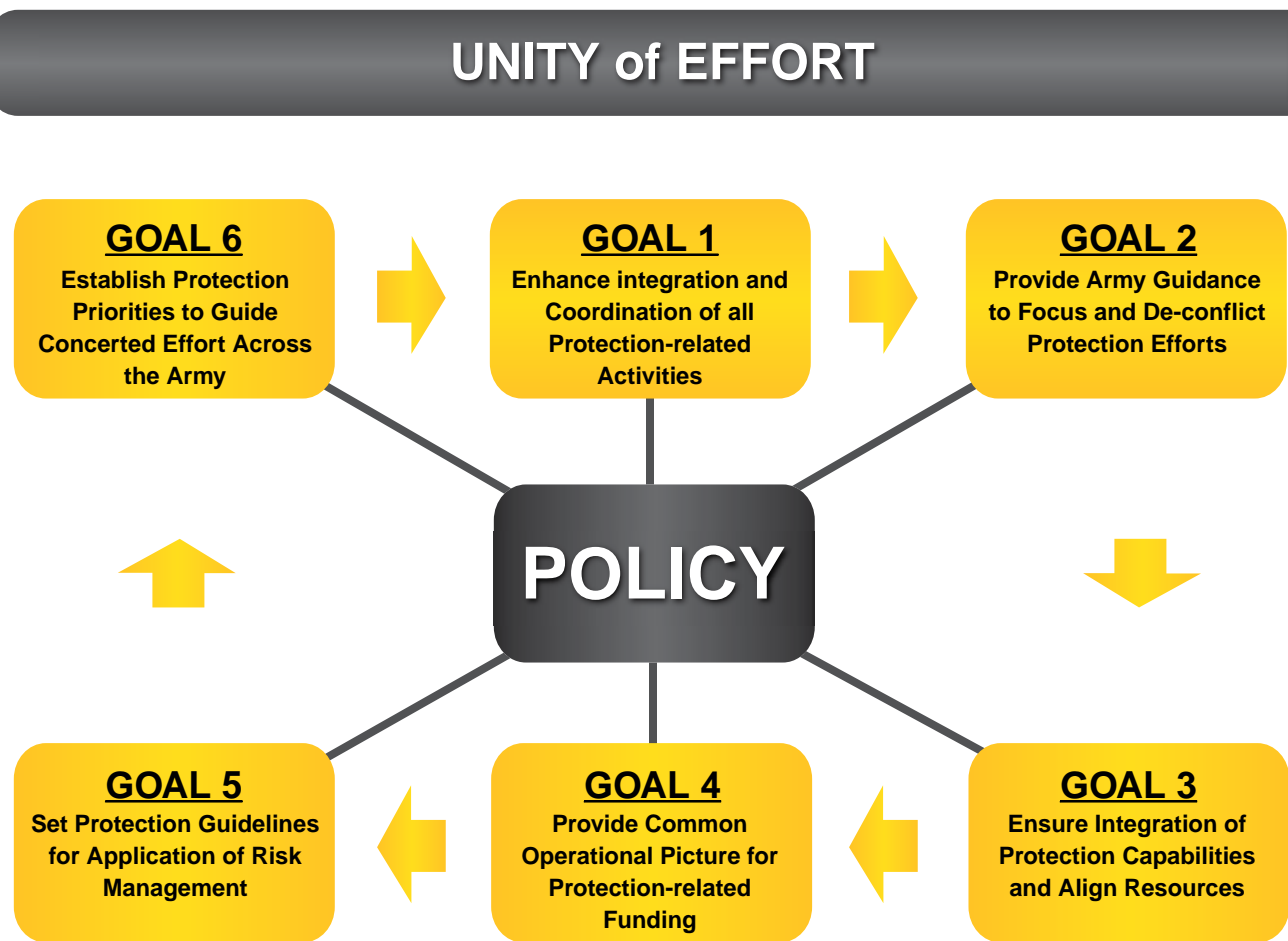 UNITY of EFFORT
GOAL 6
Establish Protection
Priorities to Guide
Concerted Effort Across
the Army
GOAL 1
Enhance integration and
Coordination of all
Protection-related
Activities
GOAL 2
Provide Army Guidance
to Focus and De-conflict
Protection Efforts
POLICY
GOAL 5
Set Protection Guidelines
for Application of Risk
Management
GOAL 4
Provide Common
Operational Picture for
Protection-related
Funding
GOAL 3
Ensure Integration of
Protection Capabilities
and Align Resources